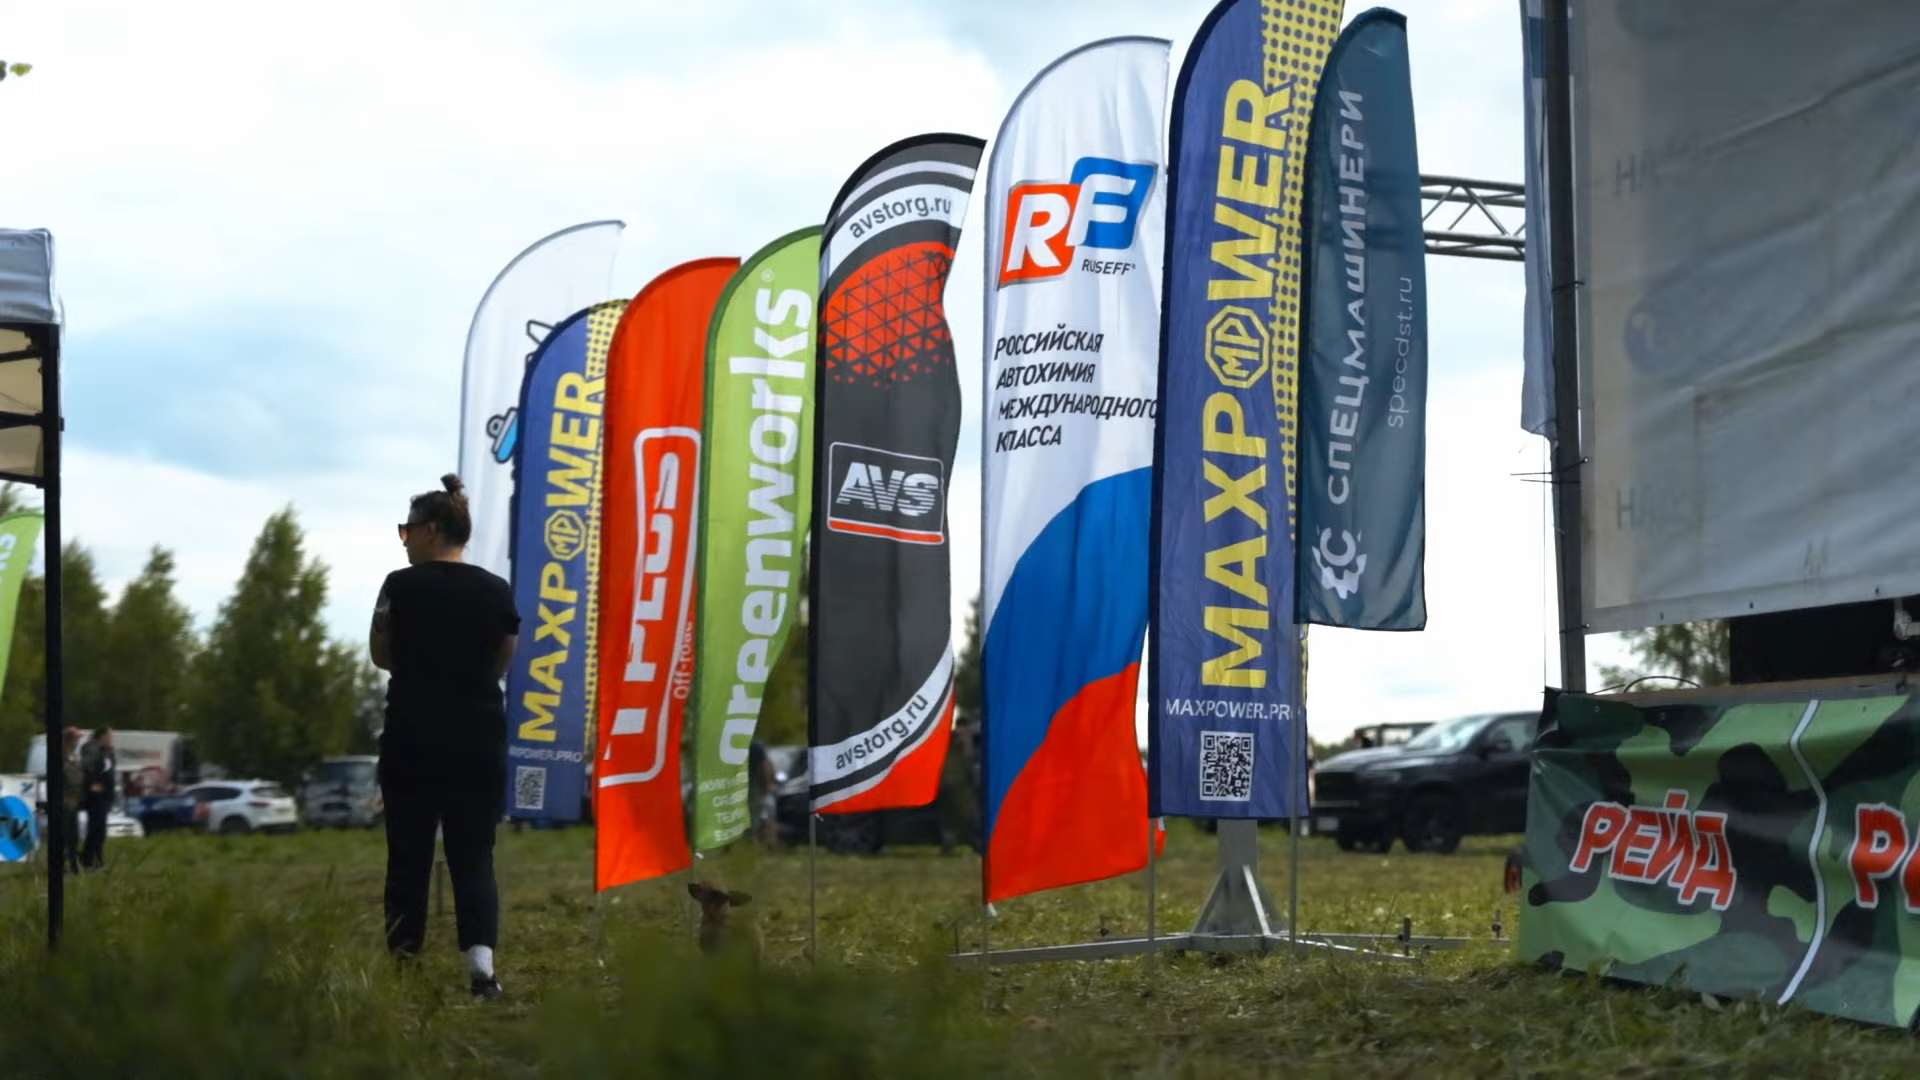 MAXPOWER
MAXPOWER.PRO
PLUS
Off-road
greenworks
avstorg.ru
AVS
avstorg.ru
RF
RUSEFF
РОССИЙСКАЯ
АВТОХИМИЯ
МЕЖДУНАРОДНОГО
КЛАССА
MAXPOWER
MP
MAXPOWER.PRO
СПЕЦМАШИНЕРИ
specdst.ru
РЕЙД